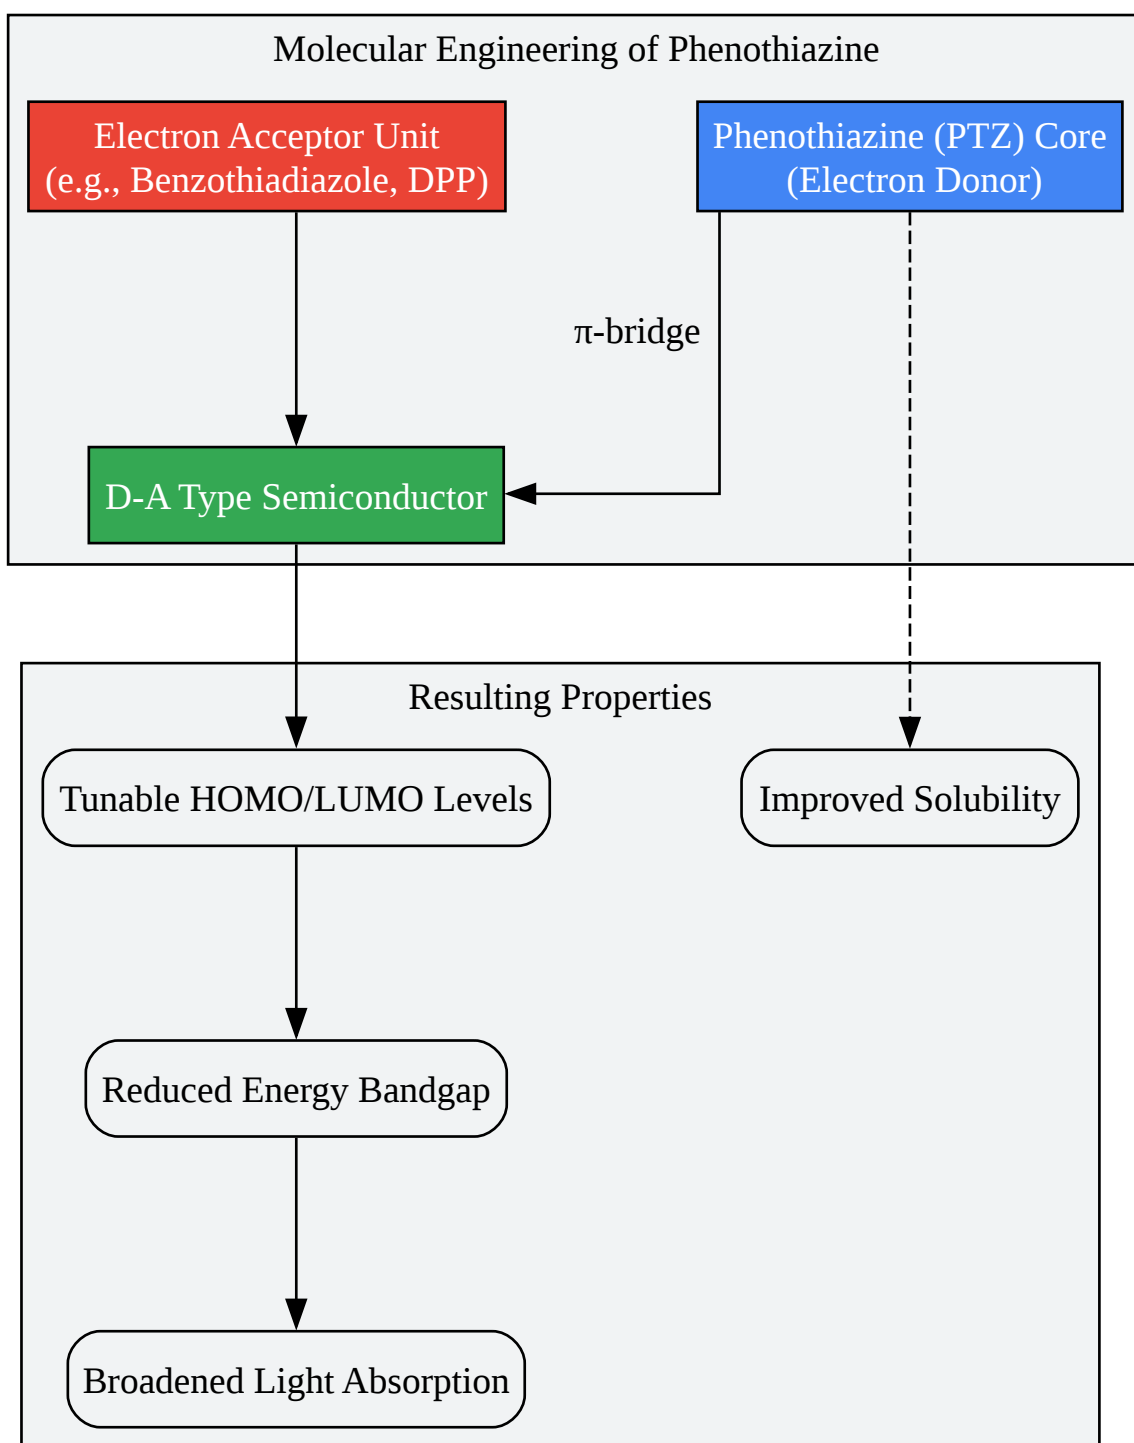 Molecular Engineering of Phenothiazine
Electron Acceptor Unit
(e.g., Benzothiadiazole, DPP)
Phenothiazine (PTZ) Core
(Electron Donor)
π-bridge
D-A Type Semiconductor
Resulting Properties
Tunable HOMO/LUMO Levels
Improved Solubility
Reduced Energy Bandgap
Broadened Light Absorption